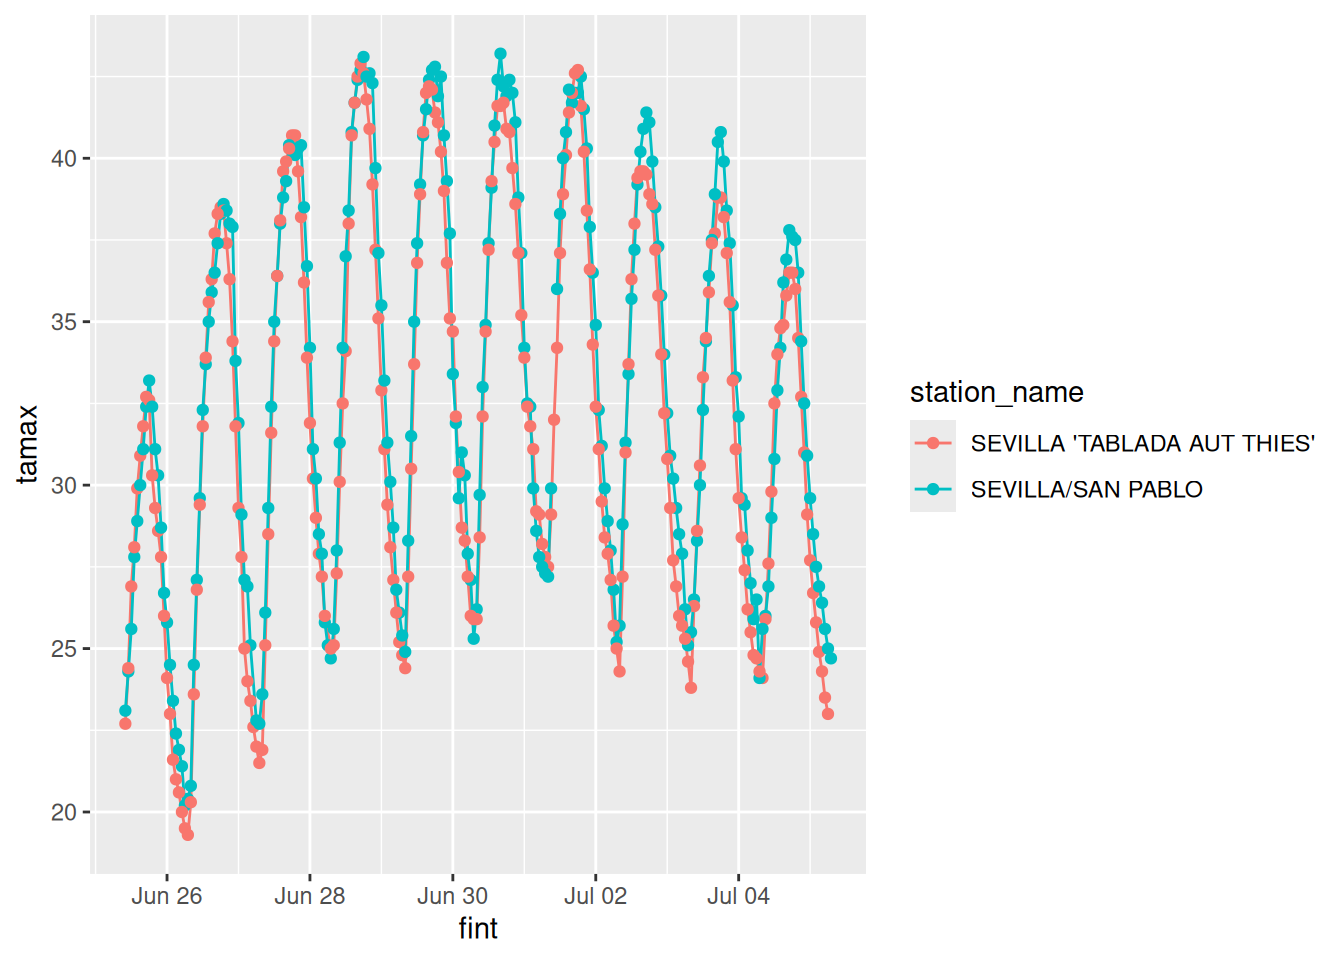 tamax
40
35
30
25
20
Jun 26
Jun 28
Jun 30
Jul 02
Jul 04
fint
station_name
SEVILLA 'TABLADA AUT THIES'
SEVILLA/SAN PABLO